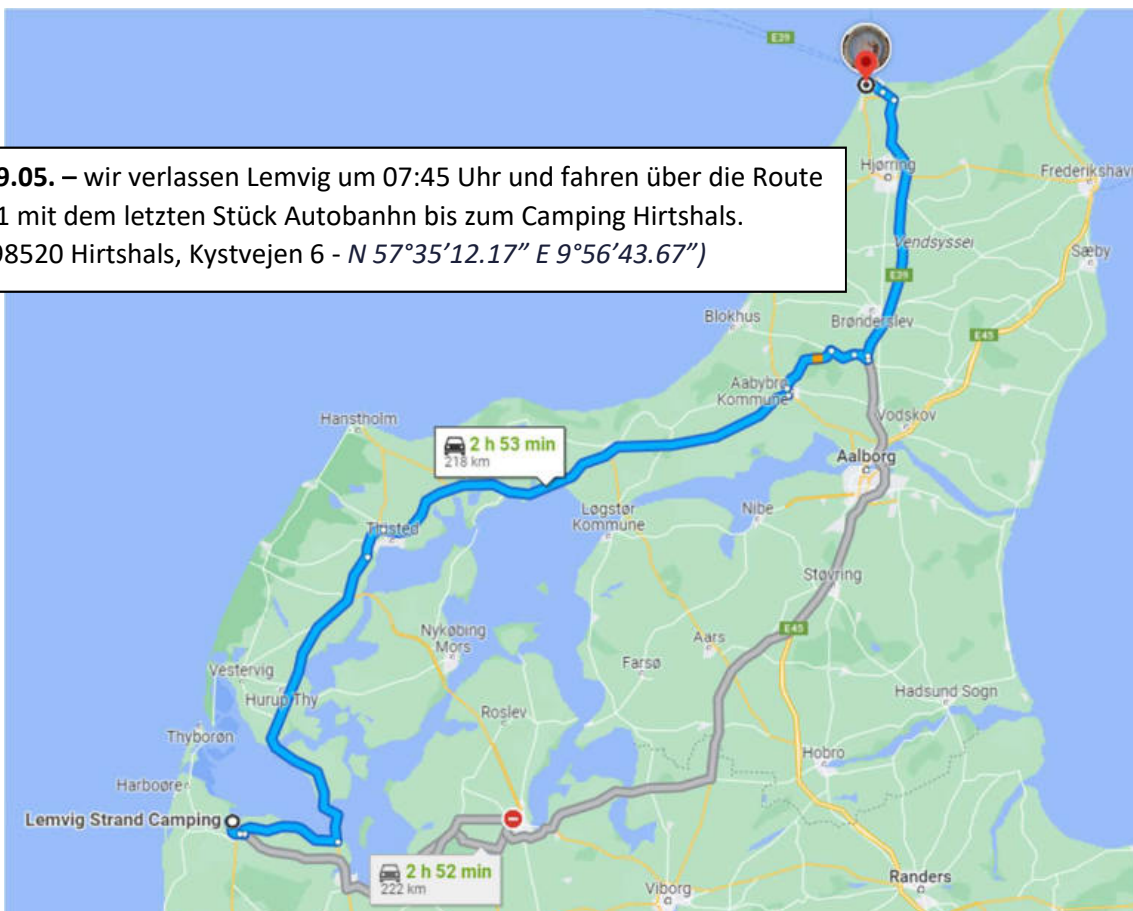 E39
9.05. – wir verlassen Lemvig um 07:45 Uhr und fahren über die Route
1 mit dem letzten Stück Autobanhn bis zum Camping Hirtshals.
98520 Hirtshals, Kystvejen 6 - N 57°35’12.17” E 9°56’43.67”)
Hjørring
Frederikshav
Vendsyssel
Sæby
E39
Blokhus
Brønderslev
E45
Aabybro
Kommune
Hanstholm
Vodskov
2 h 53 min
218 km
Aalborg
Løgstør
Kommune
Nibe
Thisted
Støvring
E45
Nykøbing
Mors
Aars
Farsø
Vestervig
Hurup Thy
Hadsund Sogn
Roslev
Thyborøn
Hobro
Harboøre
Lemvig Strand Camping
2 h 52 min
222 km
Viborg
Randers